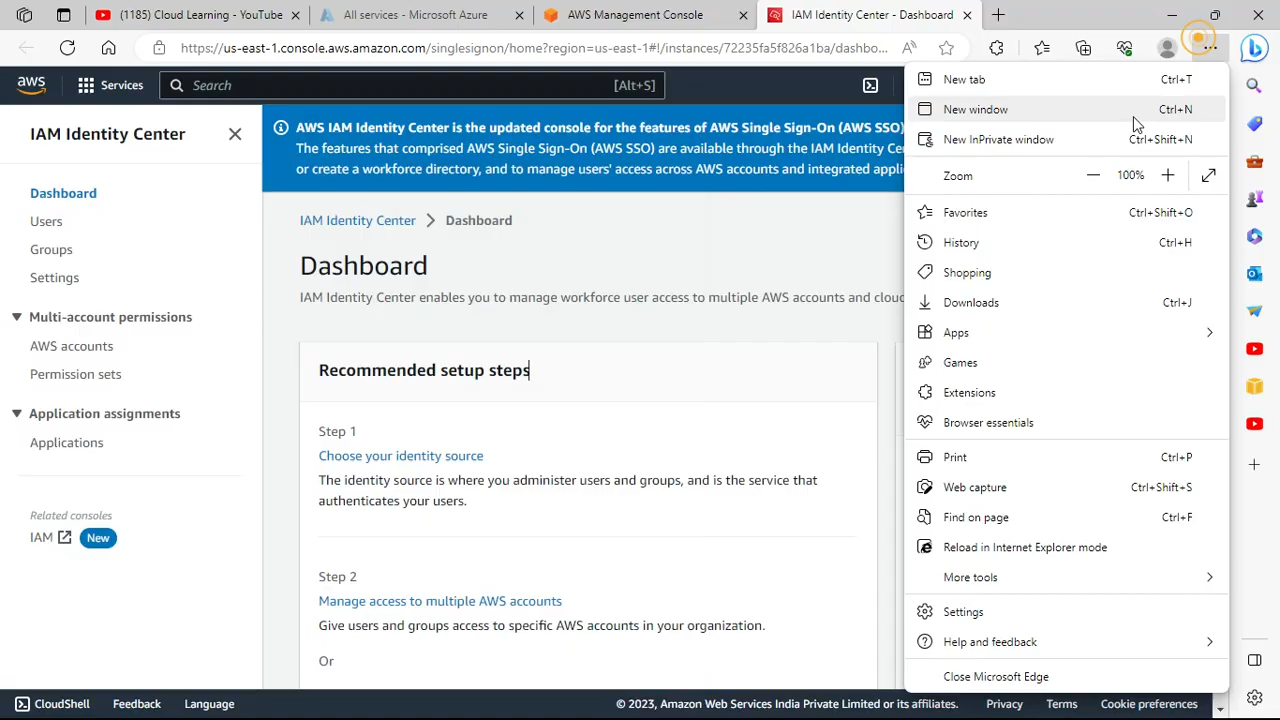 (1185) Cloud Learning - YouTube
All services - Microsoft Azure
AWS Management Console
IAM Identity Center - Dashboard
https://us-east-1.console.aws.amazon.com/singlesignon/home?region=us-east-1#!/instances/72235fa5f826a1ba/dashbo...
aws
Services
Search
[Alt+S]
IAM Identity Center
Dashboard
Users
Groups
Settings
Multi-account permissions
AWS accounts
Permission sets
Application assignments
Applications
Related consoles
IAM
New
AWS IAM Identity Center is the updated console for the features of AWS Single Sign-On (AWS SSO)
The features that comprised AWS Single Sign-On (AWS SSO) are available through the IAM Identity Ce
or create a workforce directory, and to manage users' access across AWS accounts and integrated appli
IAM Identity Center
Dashboard
Dashboard
IAM Identity Center enables you to manage workforce user access to multiple AWS accounts and clou
Recommended setup steps
Step 1
Choose your identity source
The identity source is where you administer users and groups, and is the service that
authenticates your users.
Step 2
Manage access to multiple AWS accounts
Give users and groups access to specific AWS accounts in your organization.
Or
New tab Ctrl+T
New window Ctrl+N
New InPrivate window Ctrl+Shift+N
Zoom 100%
Favorites Ctrl+Shift+O
History Ctrl+H
Shopping
Downloads Ctrl+J
Apps
Games
Extensions
Browser essentials
Print Ctrl+P
Web capture Ctrl+Shift+S
Find on page Ctrl+F
Reload in Internet Explorer mode
More tools
Settings
Help and feedback
Close Microsoft Edge
CloudShell
Feedback
Language
© 2023, Amazon Web Services India Private Limited or its affiliates.
Privacy
Terms
Cookie preferences